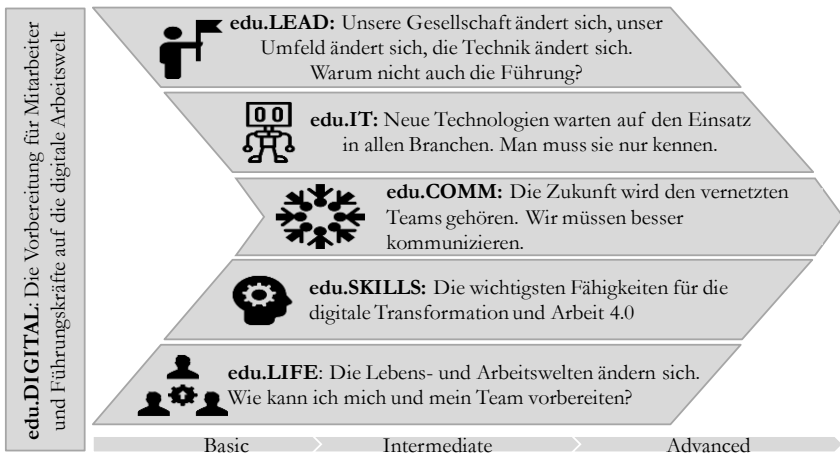 edu.DIGITAL: Die Vorbereitung für Mitarbeiter
und Führungskräfte auf die digitale Arbeitswelt
edu.LEAD: Unsere Gesellschaft ändert sich, unser
Umfeld ändert sich, die Technik ändert sich.
Warum nicht auch die Führung?
edu.IT: Neue Technologien warten auf den Einsatz
in allen Branchen. Man muss sie nur kennen.
edu.COMM: Die Zukunft wird den vernetzten
Teams gehören. Wir müssen besser
kommunizieren.
edu.SKILLS: Die wichtigsten Fähigkeiten für die
digitale Transformation und Arbeit 4.0
edu.LIFE: Die Lebens- und Arbeitswelten ändern sich.
Wie kann ich mich und mein Team vorbereiten?
Basic Intermediate Advanced